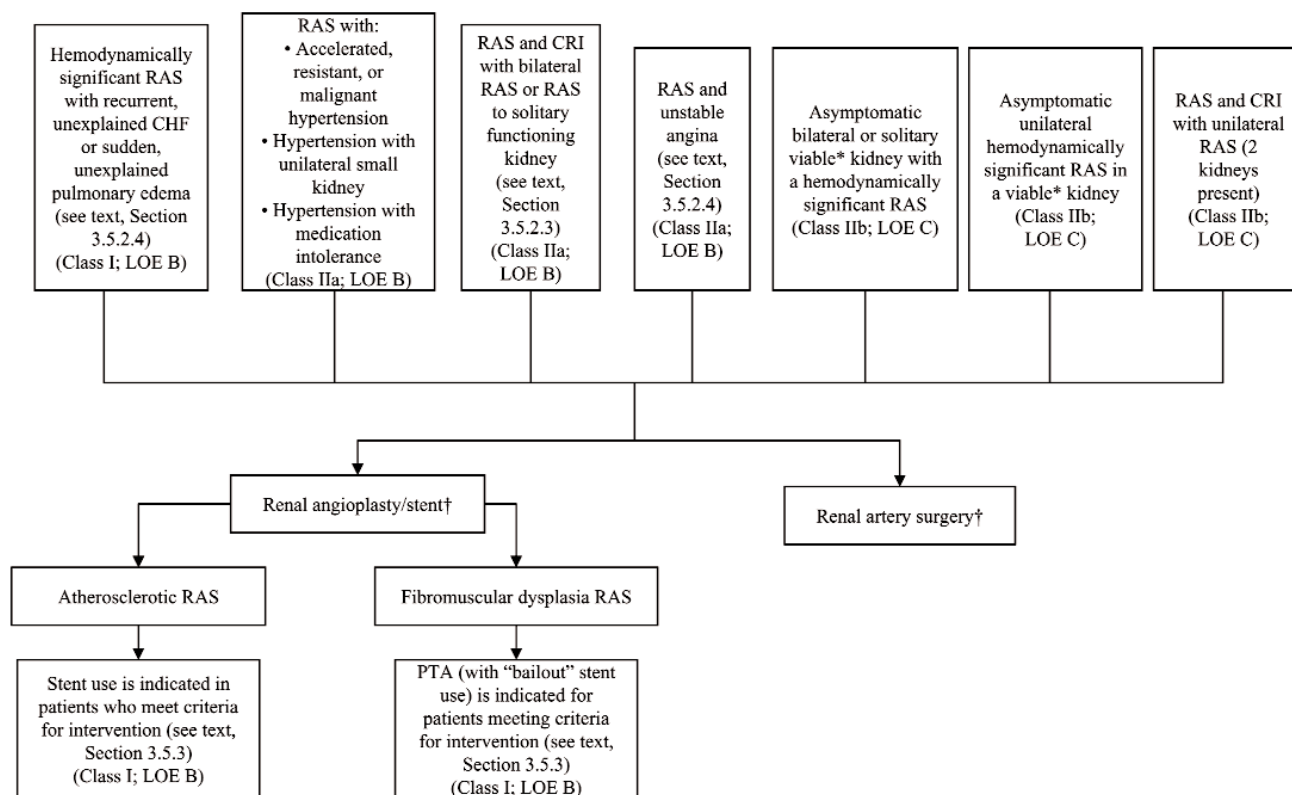 Hemodynamically
significant RAS
with recurrent,
unexplained CHF
or sudden,
unexplained
pulmonary edema
(see text, Section
3.5.2.4)
(Class I; LOE B)
RAS with:
• Accelerated,
resistant, or
malignant
hypertension
• Hypertension with
unilateral small
kidney
• Hypertension with
medication
intolerance
(Class IIa; LOE B)
RAS and CRI
with bilateral
RAS or RAS
to solitary
functioning
kidney
(see text,
Section
3.5.2.3)
(Class IIa;
LOE B)
RAS and
unstable
angina
(see text,
Section
3.5.2.4)
(Class IIa;
LOE B)
Asymptomatic
bilateral or solitary
viable* kidney with
a hemodynamically
significant RAS
(Class IIb; LOE C)
Asymptomatic
unilateral
hemodynamically
significant RAS in
a viable* kidney
(Class IIb;
LOE C)
RAS and CRI
with unilateral
RAS (2
kidneys
present)
(Class IIb;
LOE C)
Renal angioplasty/stent†
Renal artery surgery†
Atherosclerotic RAS
Fibromuscular dysplasia RAS
Stent use is indicated in
patients who meet criteria
for intervention (see text,
Section 3.5.3)
(Class I; LOE B)
PTA (with “bailout” stent
use) is indicated for
patients meeting criteria
for intervention (see text,
Section 3.5.3)
(Class I; LOE B)